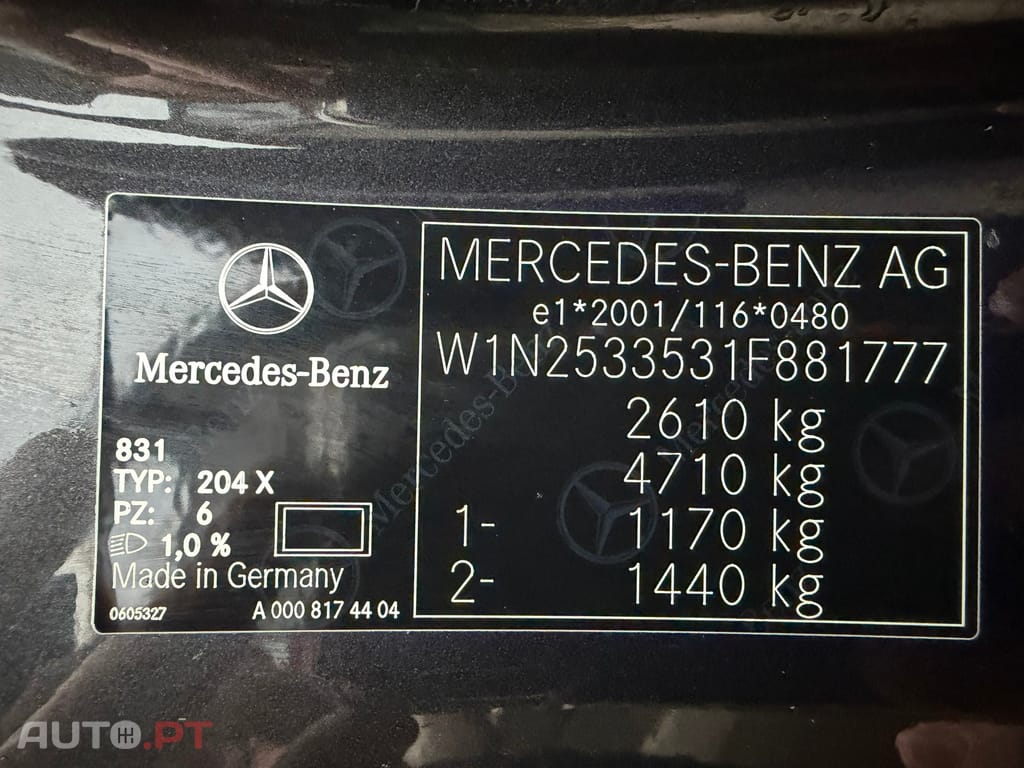 Mercedes-Benz
831
TYP: 204 X
PZ: 6
1,0 %
Made in Germany
0605327 A 000 817 44 04
MERCEDES-BENZ AG
e1*2001/116*0480
W1N2533531F881777
2610 kg
4710 kg
1- 1170 kg
2- 1440 kg
AUTO.PT